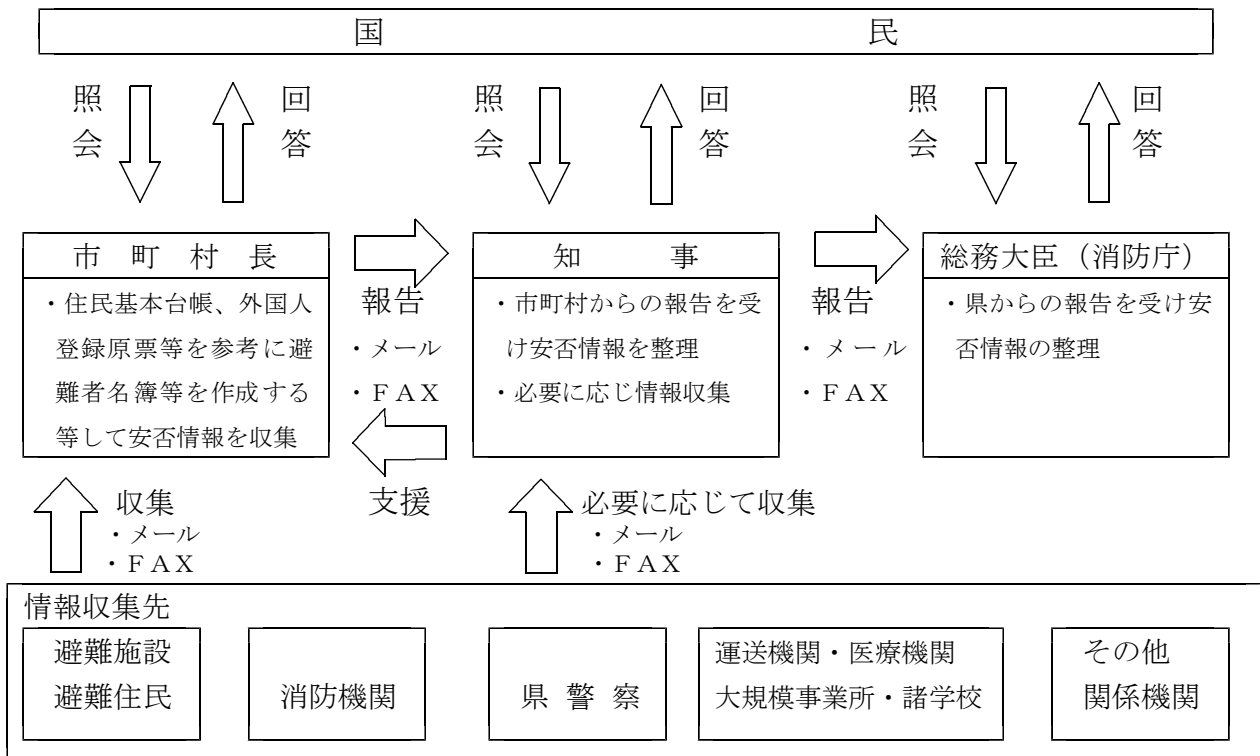 国　民
照会
回答
照会
回答
照会
回答
市町村長
・住民基本台帳、外国人
登録原票等を参考に避
難者名簿等を作成する
等して安否情報を収集
報告
・メール
・ＦＡＸ
支援
知　事
・市町村からの報告を受
け安否情報を整理
・必要に応じ情報収集
報告
・メール
・ＦＡＸ
総務大臣（消防庁）
・県からの報告を受け安
否情報の整理
収集
・メール
・ＦＡＸ
必要に応じて収集
・メール
・ＦＡＸ
情報収集先
避難施設
避難住民
消防機関
県警察
運送機関・医療機関
大規模事業所・諸学校
その他
関係機関